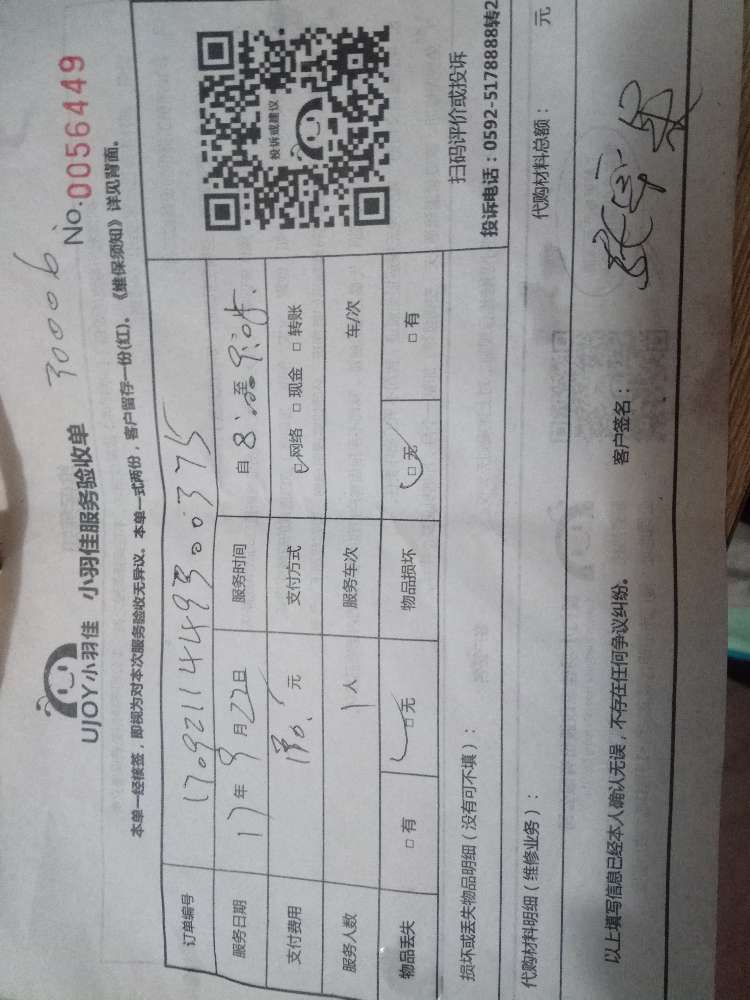 30006
UJOY小羽佳 小羽佳服务验收单 No.0056449
本单一经核签，即视为对本次服务验收无异议。本单一式两份，客户留存一份(红)。《维保须知》详见背面。
订单编号 170921144930 0375
服务日期 17年9月22日 服务时间 自8:00至9:00
支付费用 元 支付方式 □网络 □现金 □转账
服务人数 1人 服务车次 车/次
物品丢失 □有 □无 物品损坏 □无 □有
投诉或建议
扫码评价或投诉
投诉电话：0592-5178888转2
损坏或丢失物品明细（没有可不填）：
代购材料明细（维修业务）： 代购材料总额： 元
以上填写信息已经本人确认无误，不存在任何争议纠纷。 客户签名：